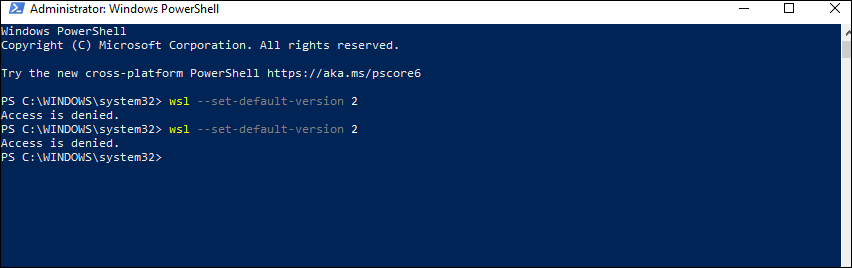 Administrator: Windows PowerShell
Windows PowerShell
Copyright (C) Microsoft Corporation. All rights reserved.
Try the new cross-platform PowerShell https://aka.ms/pscore6
PS C:\WINDOWS\system32> wsl --set-default-version 2
Access is denied.
PS C:\WINDOWS\system32> wsl --set-default-version 2
Access is denied.
PS C:\WINDOWS\system32>